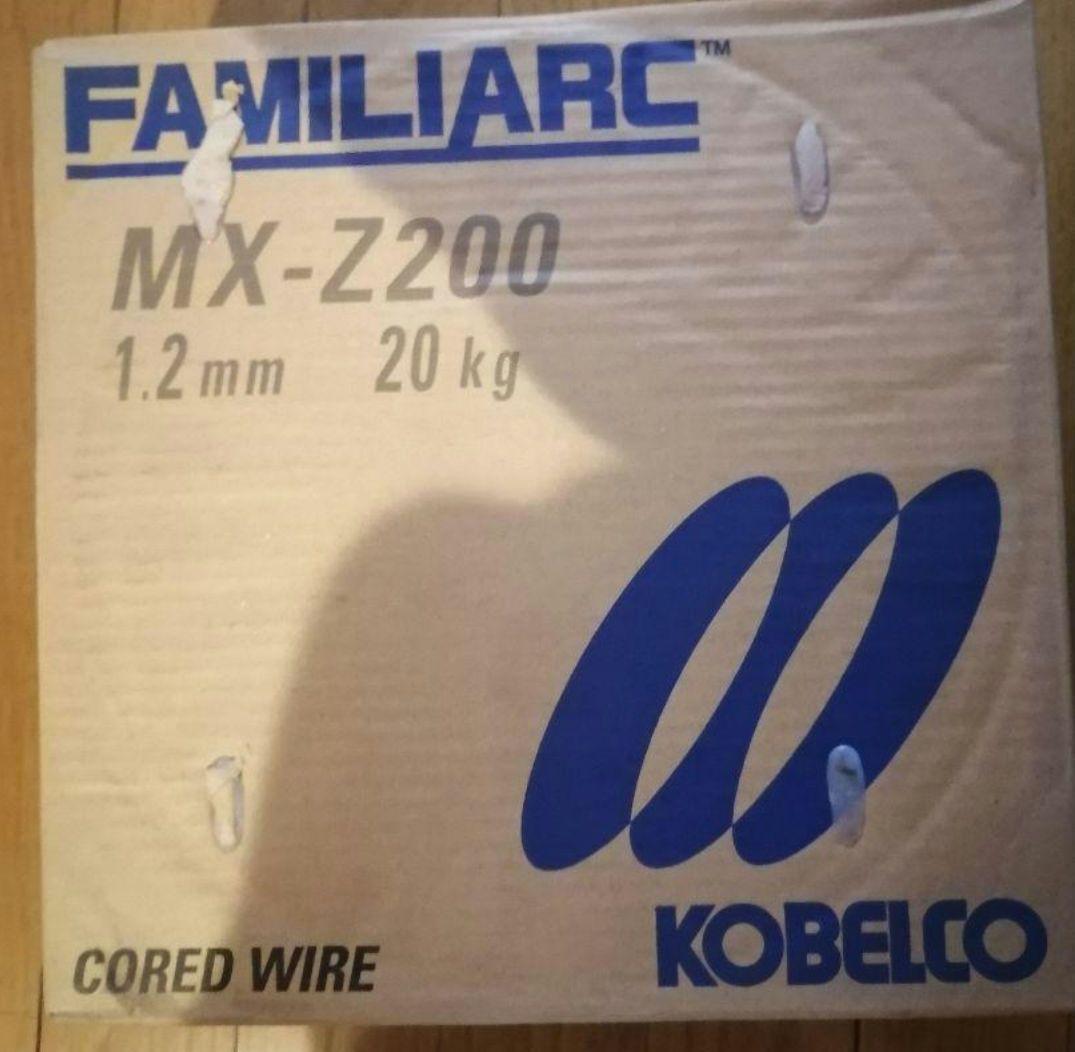 FAMILIARC™
MX-Z200
1.2 mm 20 kg
KOBELCO
CORED WIRE